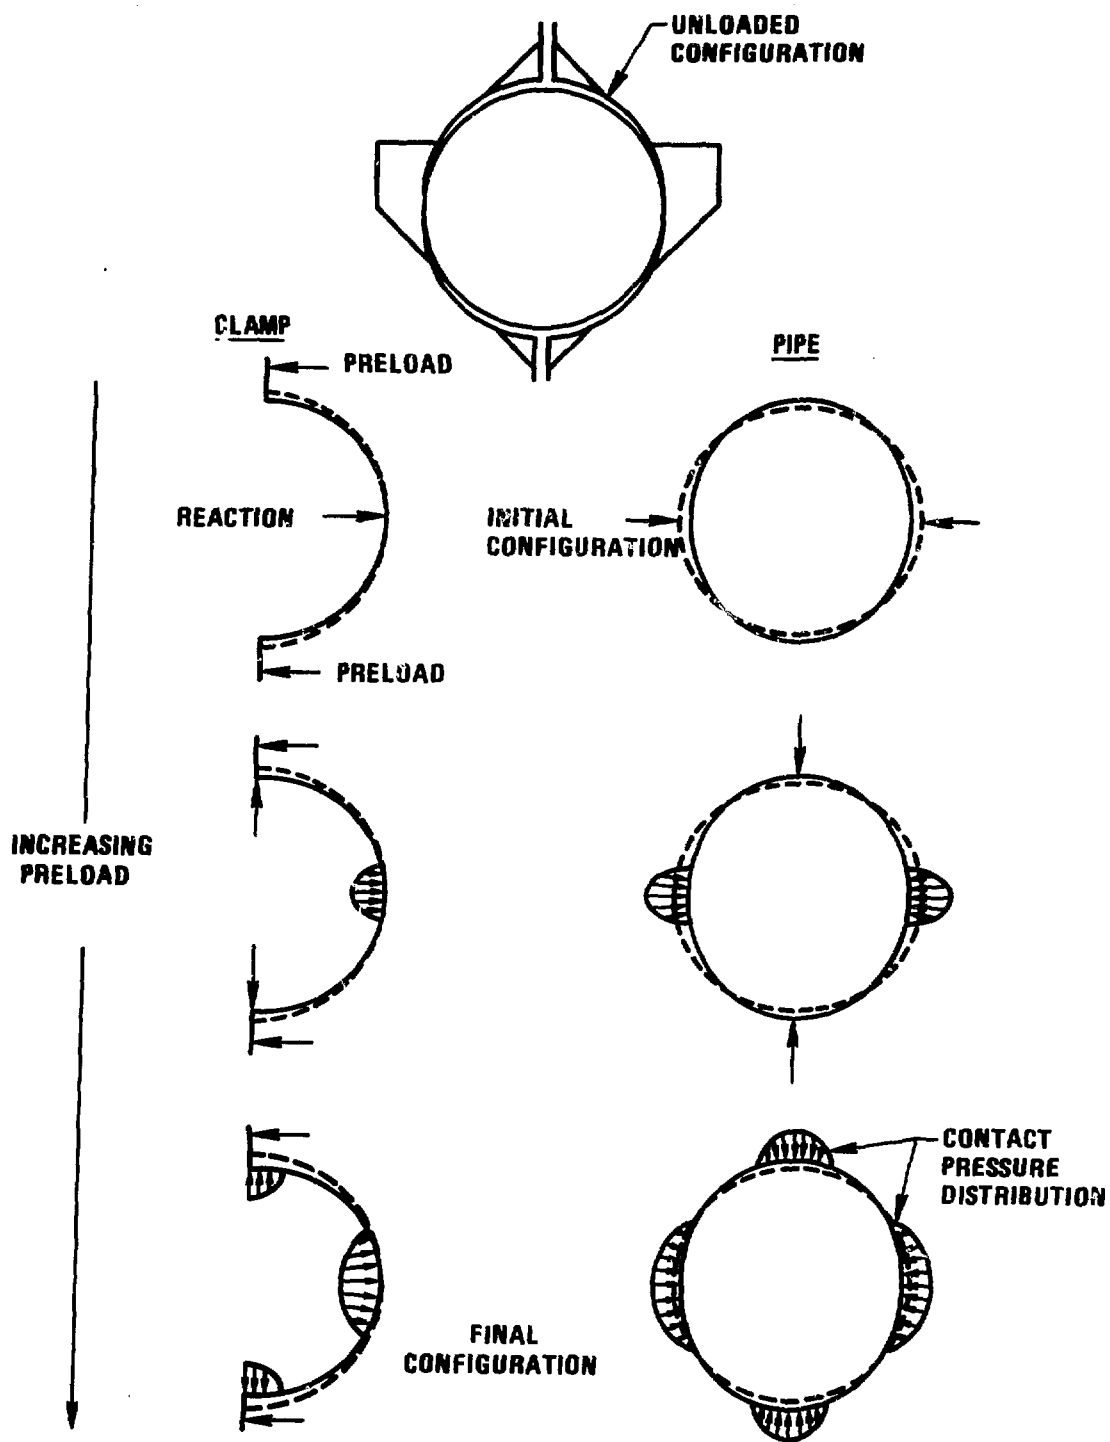 UNLOADED
CONFIGURATION
CLAMP
PIPE
PRELOAD
REACTION
INITIAL
CONFIGURATION
PRELOAD
INCREASING
PRELOAD
CONTACT
PRESSURE
DISTRIBUTION
FINAL
CONFIGURATION